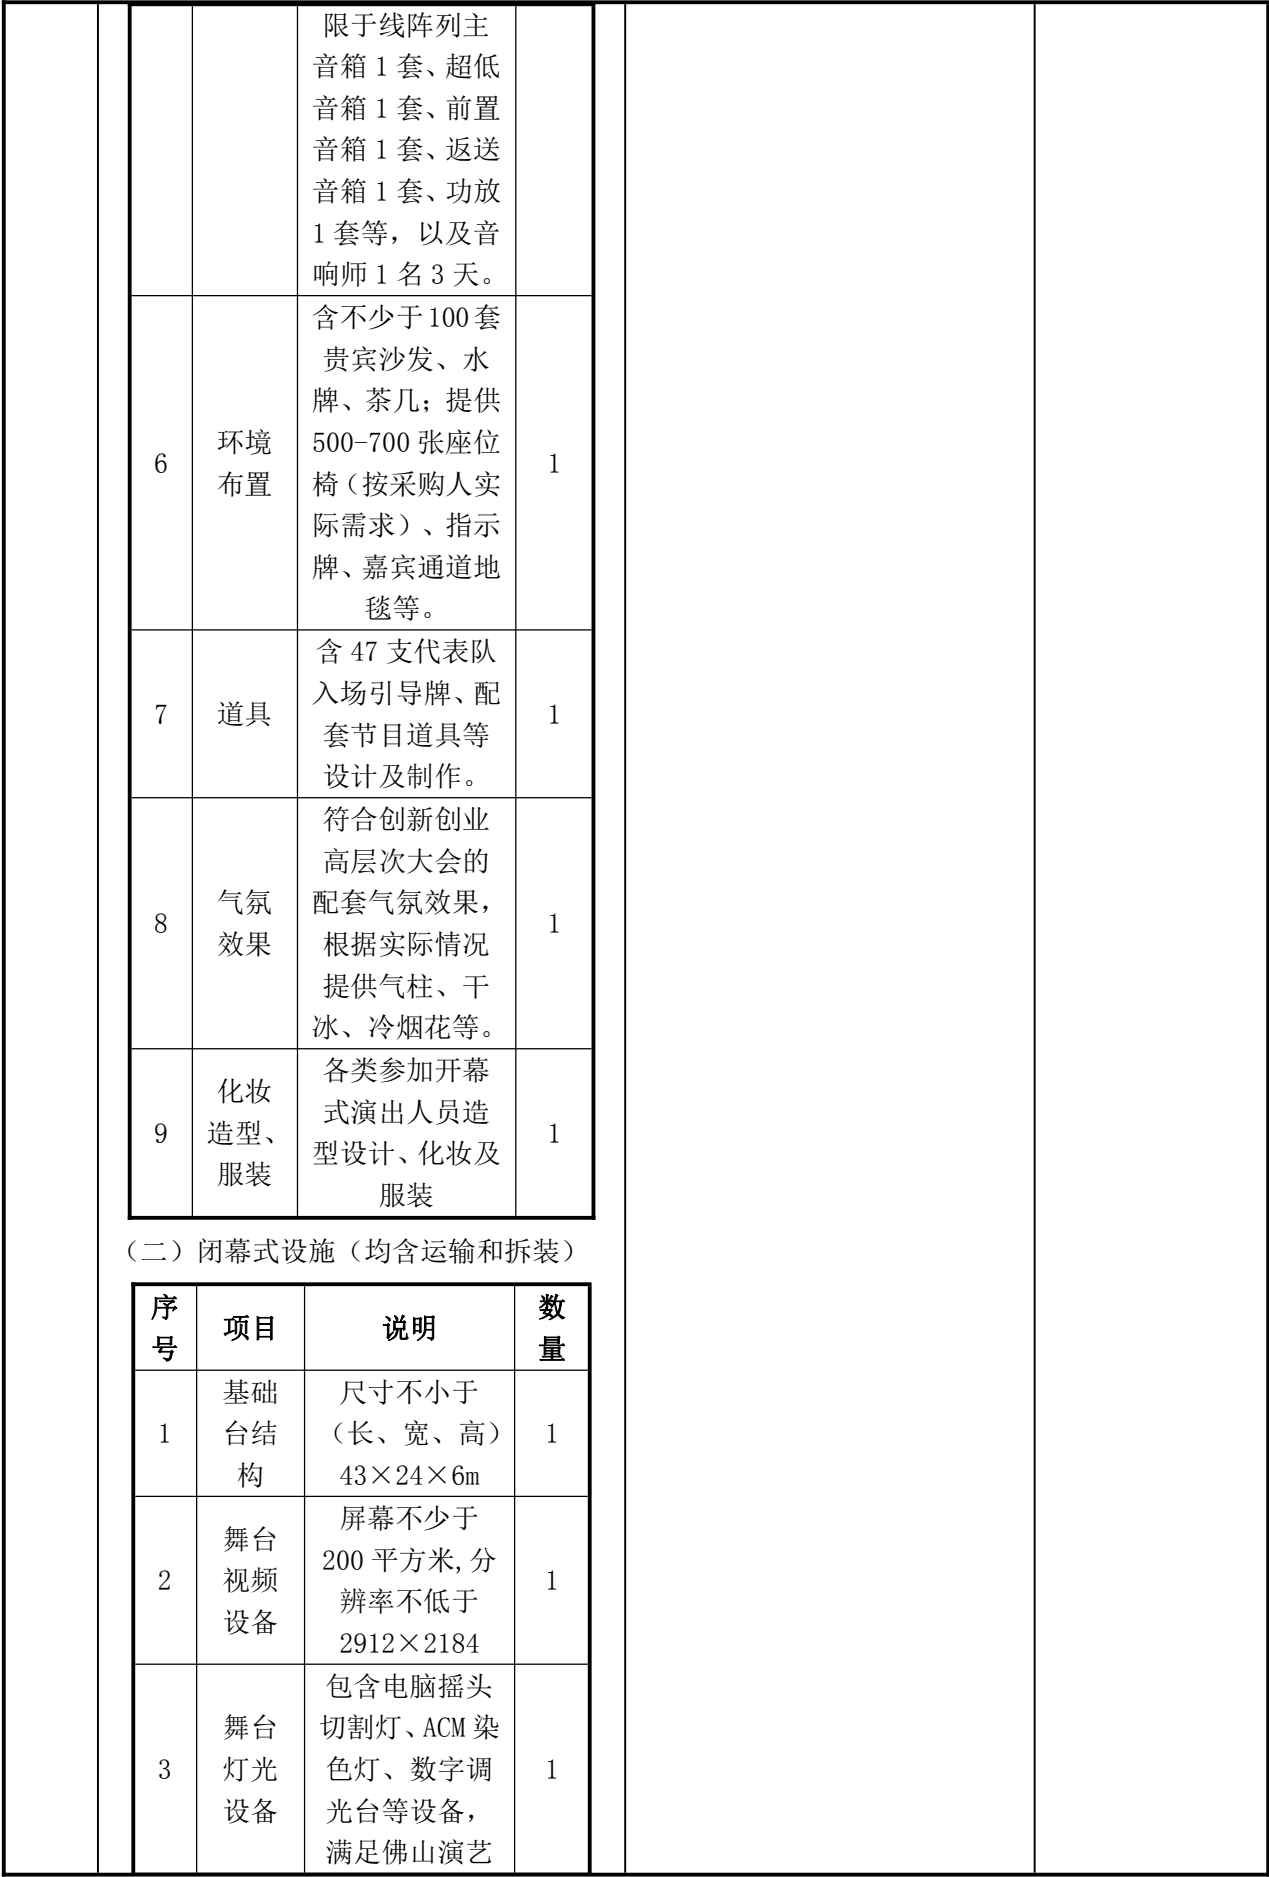 限于线阵列主
音箱 1 套、超低
音箱 1 套、前置
音箱 1 套、返送
音箱 1 套、功放
1 套等，以及音
响师 1 名 3 天。
6
环境
布置
含不少于 100 套
贵宾沙发、水
牌、茶几；提供
500-700 张座位
椅（按采购人实
际需求）、指示
牌、嘉宾通道地
毯等。
1
7
道具
含 47 支代表队
入场引导牌、配
套节目道具等
设计及制作。
1
8
气氛
效果
符合创新创业
高层次大会的
配套气氛效果，
根据实际情况
提供气柱、干
冰、冷烟花等。
1
9
化妆
造型、
服装
各类参加开幕
式演出人员造
型设计、化妆及
服装
1
（二）闭幕式设施（均含运输和拆装）
序
号
项目
说明
数
量
1
基础
台结
构
尺寸不小于
（长、宽、高）
43×24×6m
1
2
舞台
视频
设备
屏幕不少于
200 平方米,分
辨率不低于
2912×2184
1
3
舞台
灯光
设备
包含电脑摇头
切割灯、ACM 染
色灯、数字调
光台等设备，
满足佛山演艺
1